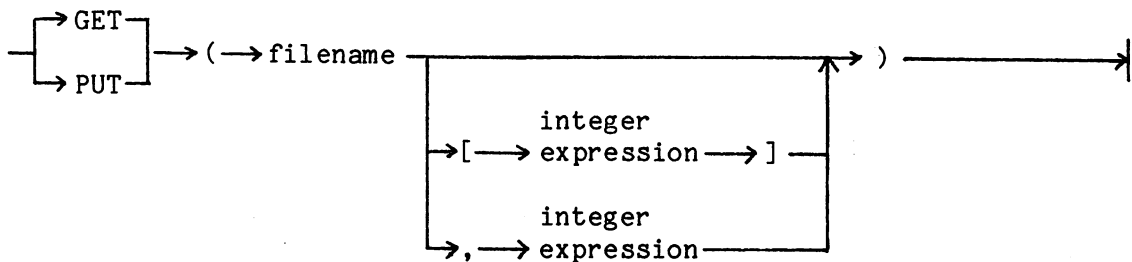 GET
PUT
( filename )
integer
[ expression ]
integer
, expression